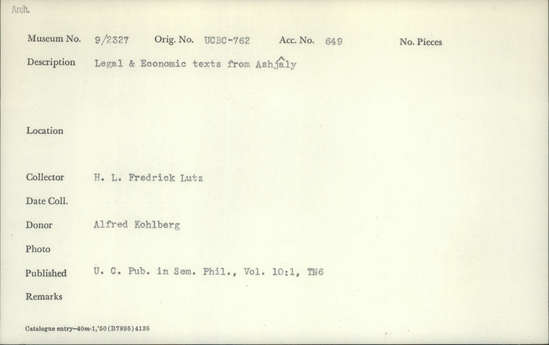 Arch.
Museum No. 9/2327 Orig. No. UCBC-762 Acc. No. 649 No. Pieces
Description Legal & Economic texts from Ashjâly
Location
Collector H. L. Fredrick Lutz
Date Coll.
Donor Alfred Kohlberg
Photo
Published U. C. Pub. in Sem. Phil., Vol. 10:1, TN6
Remarks
Catalogue entry—40m-1,'50 (B7895) 4135